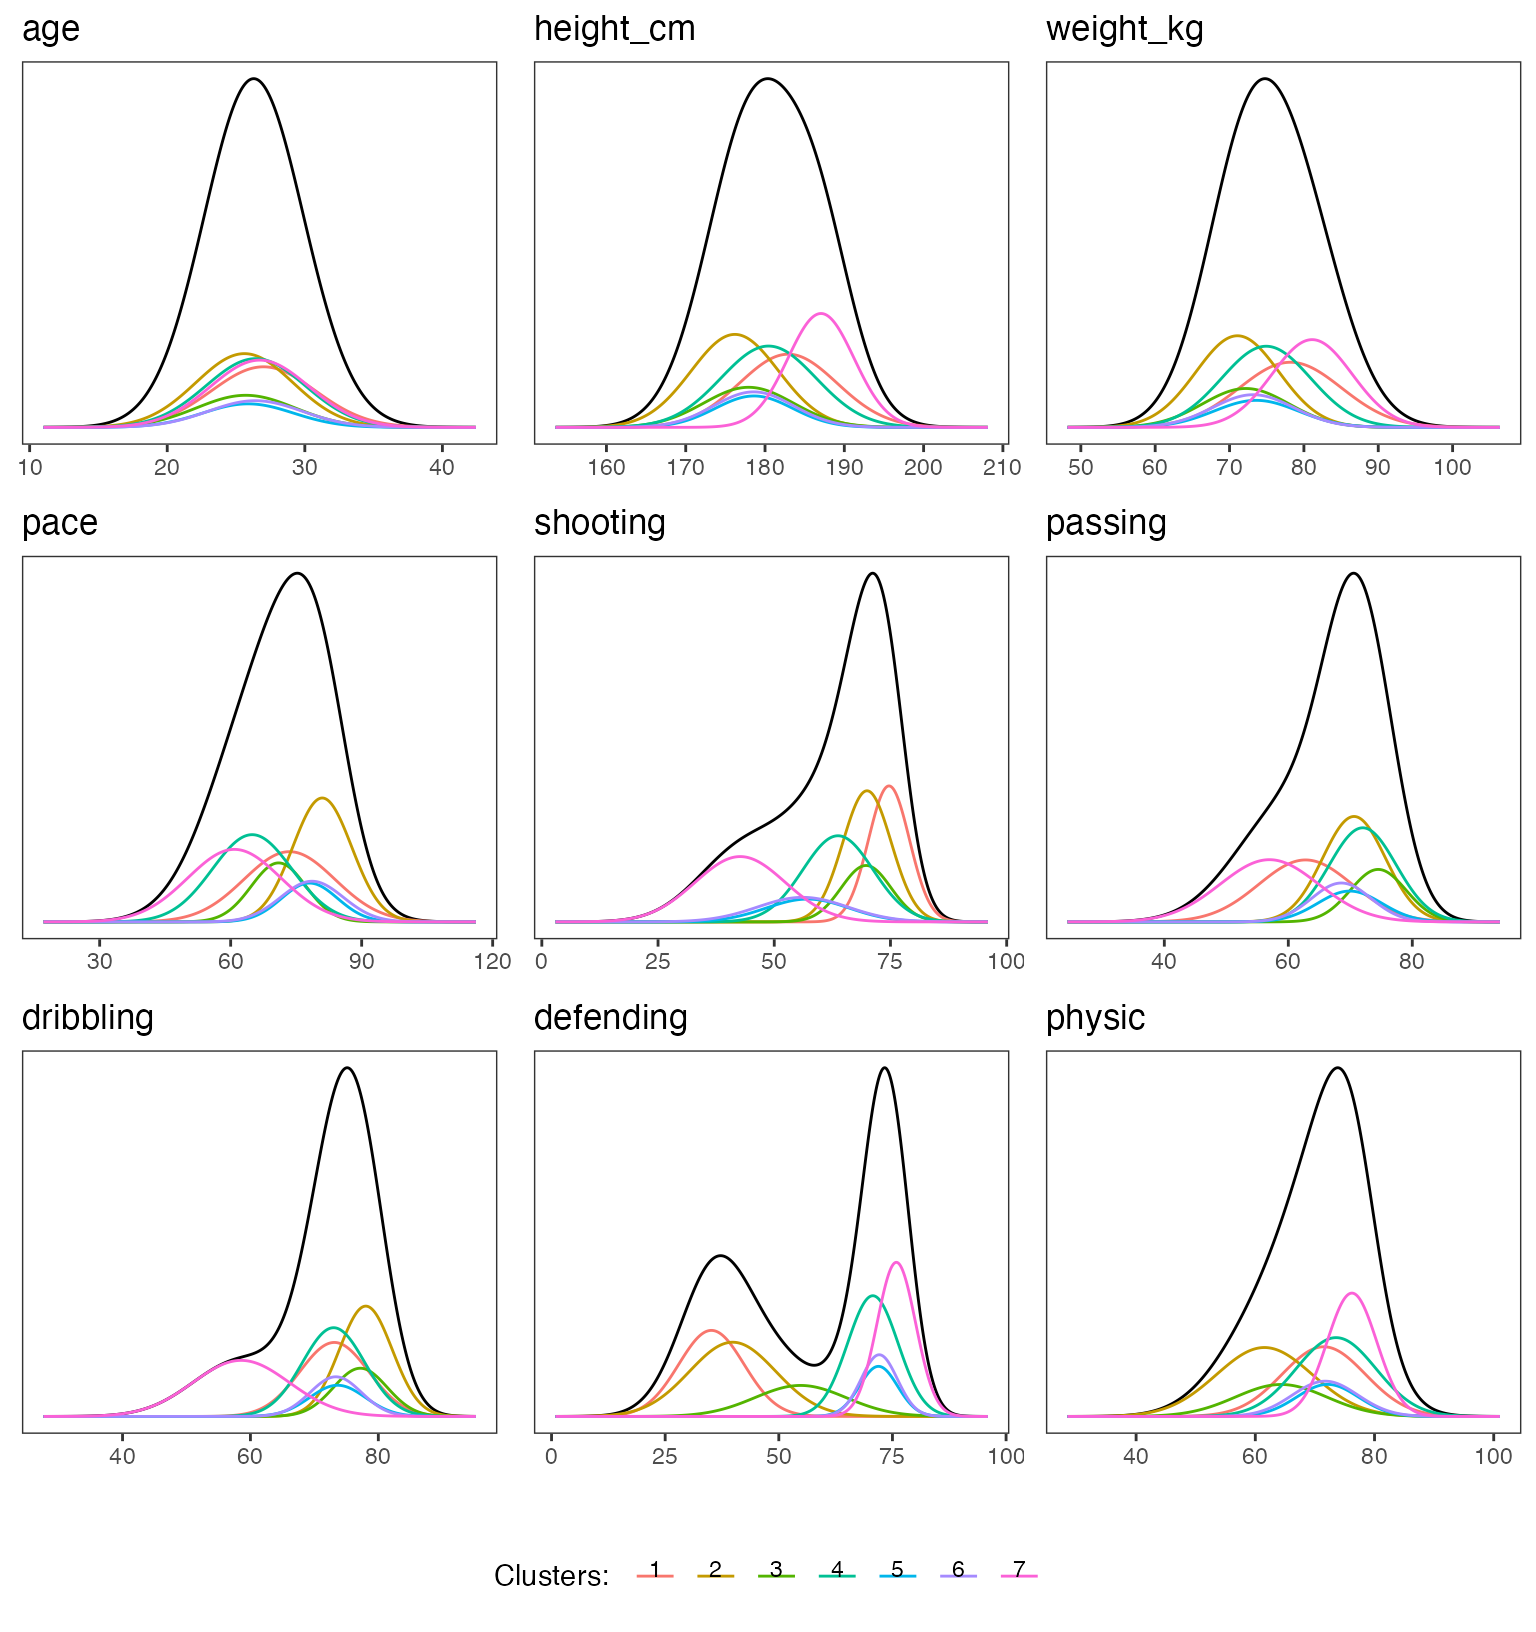 age height_cm weight_kg
10 20 30 40 160 170 180 190 200 210 50 60 70 80 90 100
pace shooting passing
30 60 90 120 0 25 50 75 100 40 60 80
dribbling defending physic
40 60 80 0 25 50 75 100 40 60 80 100
Clusters: 1 2 3 4 5 6 7